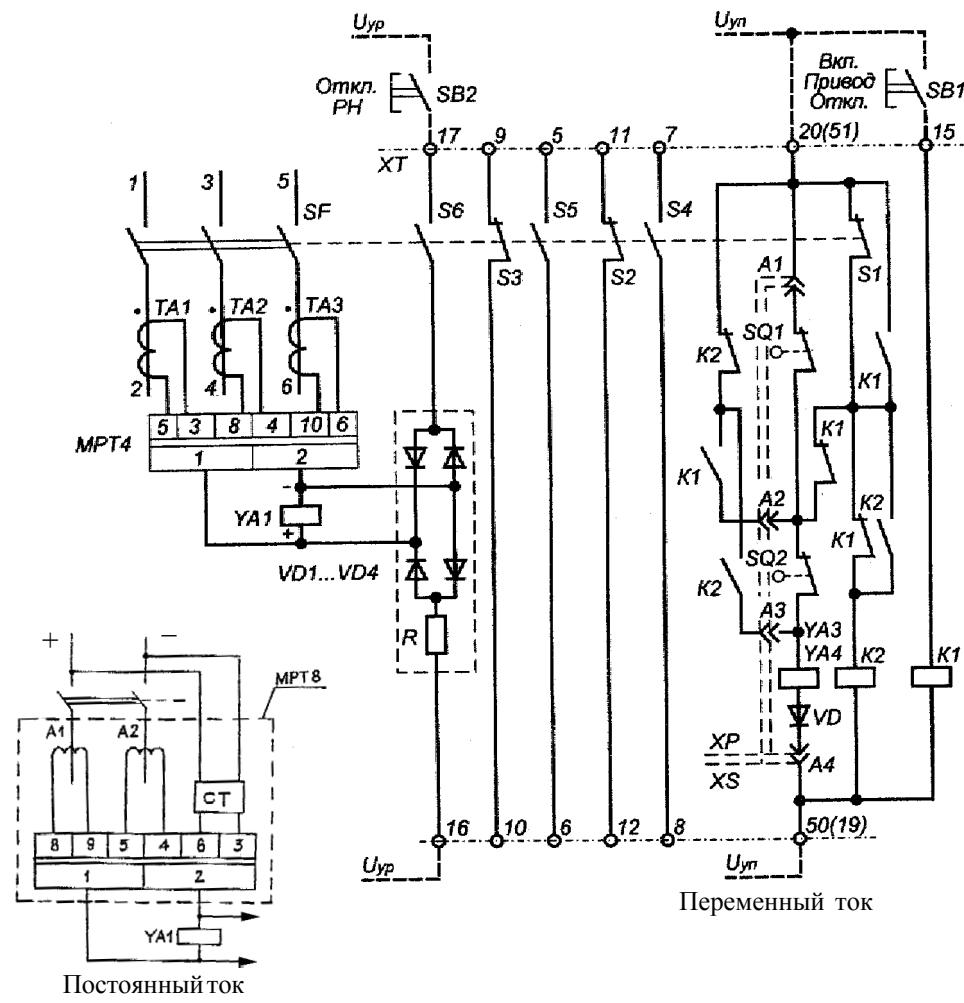 Uур
Uуп
Откл.
РН
SB2
Вкл.
Привод
Откл.
SB1
17
9
5
11
7
20(51)
15
XT
1
3
5
SF
S6
S3
S5
S2
S4
S1
A1
TA1
TA2
TA3
K2
SQ1
K1
2
4
6
5
3
8
4
10
6
MPT4
1
2
K1
K1
–
YA1
+
A2
K1
K2
VD1...VD4
K2
SQ2
R
A3
YA3
YA4
K2
K1
VD
XP
XS
A4
+
–
МРТ8
A1
A2
СТ
8
9
5
4
6
3
1
2
YA1
16
10
6
12
8
50(19)
Uур
Uуп
Переменный ток
Постоянный ток